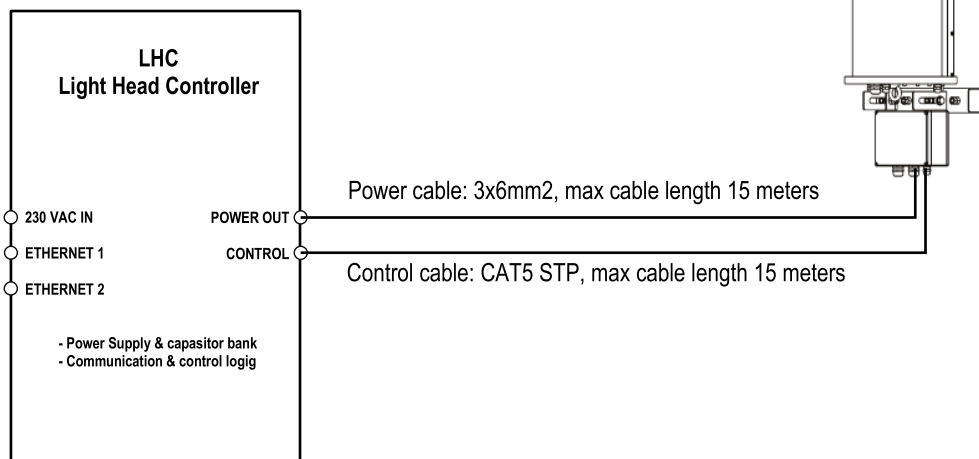 LHC
Light Head Controller
Power cable: 3x6mm2, max cable length 15 meters
230 VAC IN
POWER OUT
ETHERNET 1
CONTROL
Control cable: CAT5 STP, max cable length 15 meters
ETHERNET 2
- Power Supply & capasitor bank
- Communication & control logig